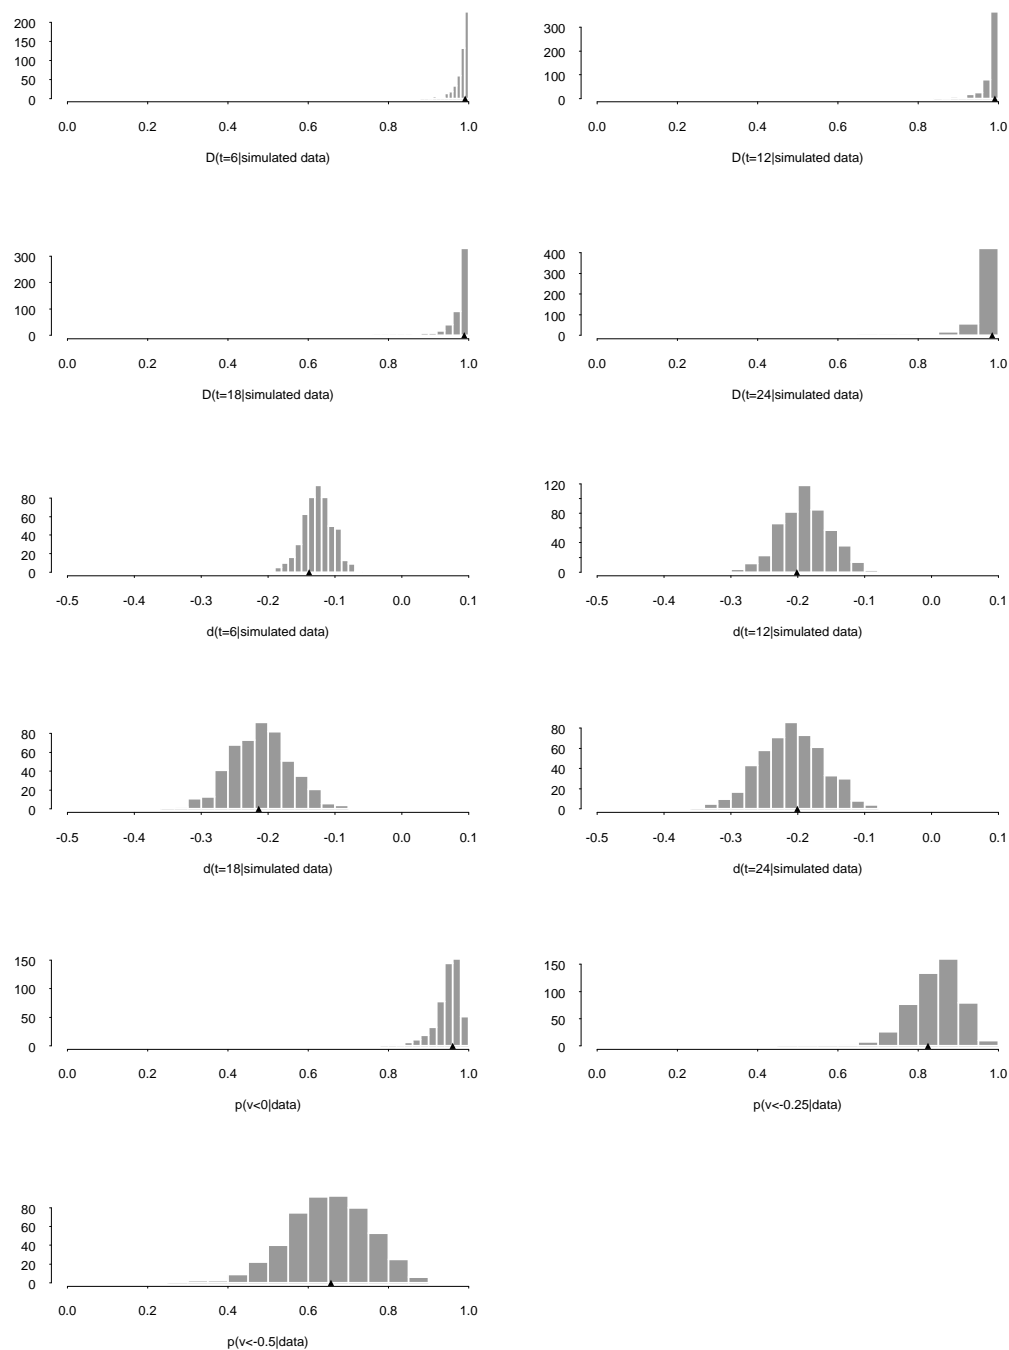 200
150
100
50
0
0.0 0.2 0.4 0.6 0.8 1.0
D(t=6|simulated data)
300
200
100
0
0.0 0.2 0.4 0.6 0.8 1.0
D(t=12|simulated data)
300
200
100
0
0.0 0.2 0.4 0.6 0.8 1.0
D(t=18|simulated data)
400
300
200
100
0
0.0 0.2 0.4 0.6 0.8 1.0
D(t=24|simulated data)
80
60
40
20
0
-0.5 -0.4 -0.3 -0.2 -0.1 0.0 0.1
d(t=6|simulated data)
120
80
40
0
-0.5 -0.4 -0.3 -0.2 -0.1 0.0 0.1
d(t=12|simulated data)
80
60
40
20
0
-0.5 -0.4 -0.3 -0.2 -0.1 0.0 0.1
d(t=18|simulated data)
80
60
40
20
0
-0.5 -0.4 -0.3 -0.2 -0.1 0.0 0.1
d(t=24|simulated data)
150
100
50
0
0.0 0.2 0.4 0.6 0.8 1.0
p(v<0|data)
150
100
50
0
0.0 0.2 0.4 0.6 0.8 1.0
p(v<-0.25|data)
80
60
40
20
0
0.0 0.2 0.4 0.6 0.8 1.0
p(v<-0.5|data)